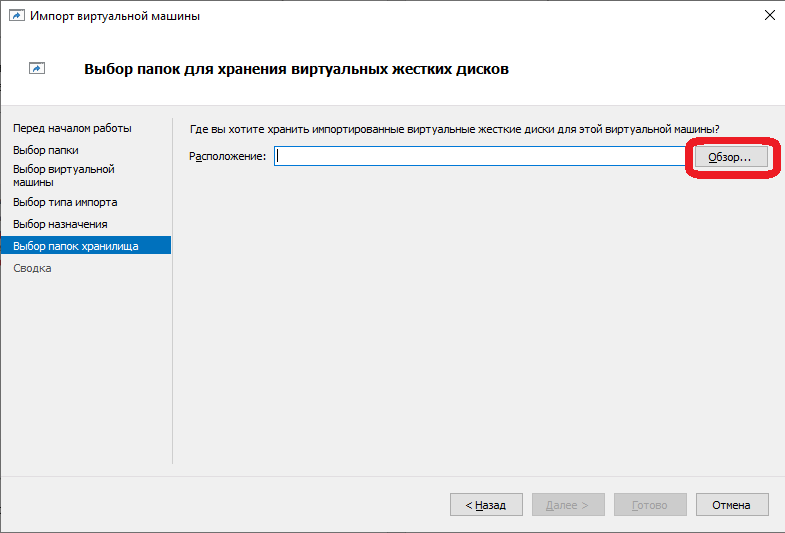 Импорт виртуальной машины
Выбор папок для хранения виртуальных жестких дисков
Перед началом работы
Выбор папки
Выбор виртуальной
машины
Выбор типа импорта
Выбор назначения
Выбор папок хранилища
Сводка
Где вы хотите хранить импортированные виртуальные жесткие диски для этой виртуальной машины?
Расположение:
Обзор...
< Назад
Далее >
Готово
Отмена